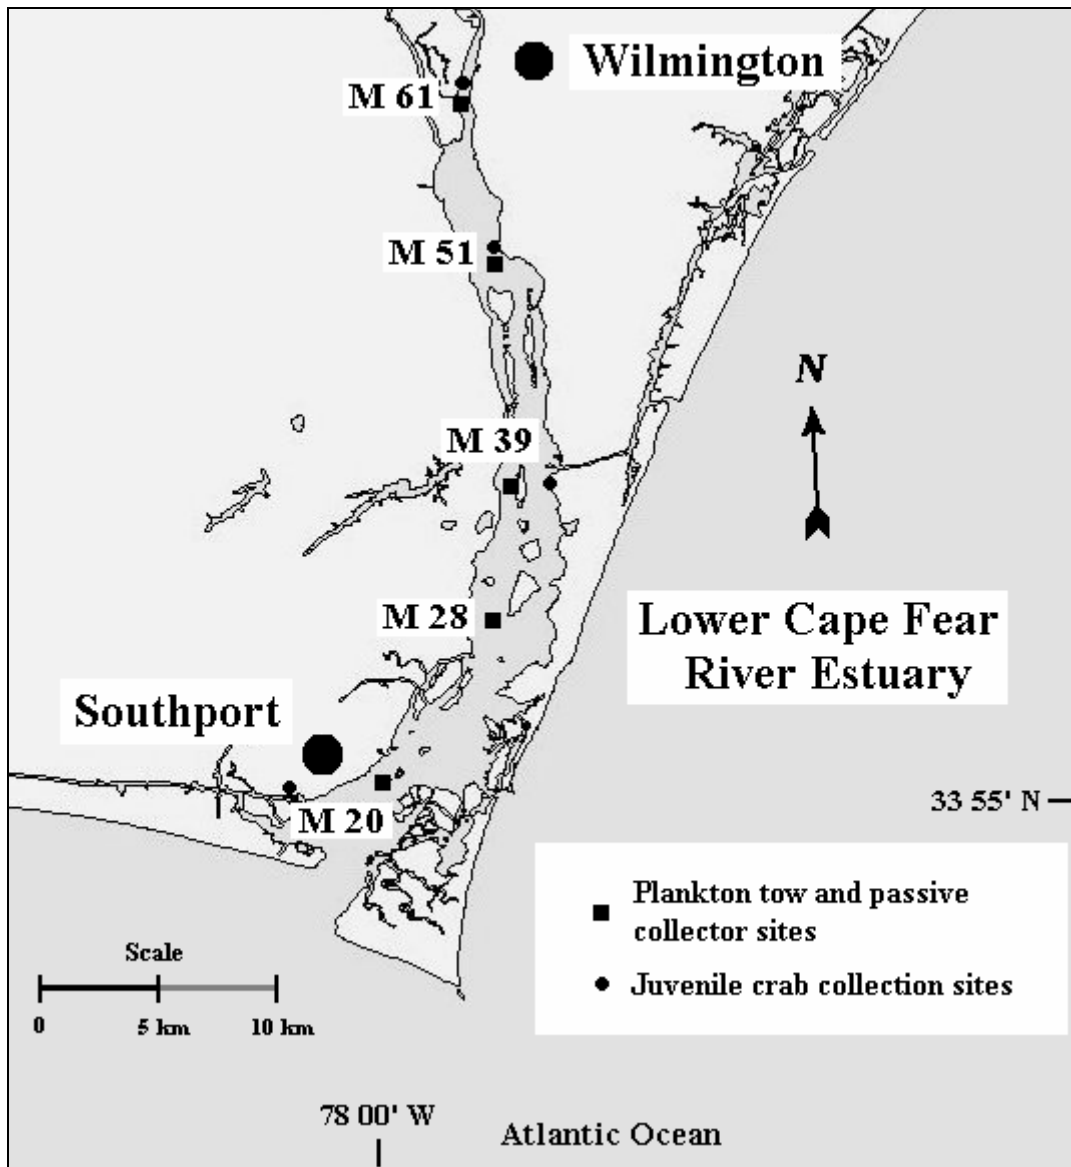 Wilmington
M 61
M 51
N
M 39
M 28
Lower Cape Fear
River Estuary
Southport
33 55' N
M 20
Plankton tow and passive
collector sites
Scale
Juvenile crab collection sites
0 5 km 10 km
78 00' W
Atlantic Ocean